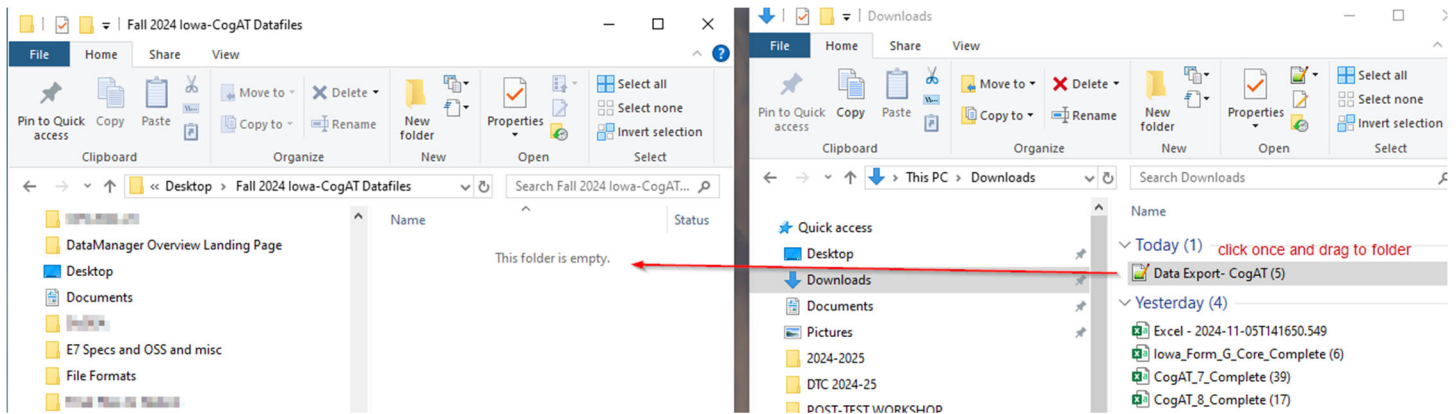 Fall 2024 Iowa-CogAT Datafiles
File Home Share View
Pin to Quick access
Copy
Paste
Move to
Copy to
Delete
Rename
New folder
Properties
Select all
Select none
Invert selection
Clipboard Organize New Open Select
« Desktop > Fall 2024 Iowa-CogAT Datafiles
Search Fall 2024 Iowa-CogAT...
DataManager Overview Landing Page
Desktop
Documents
E7 Specs and OSS and misc
File Formats
Name Status
This folder is empty.
Downloads
File Home Share View
Pin to Quick access
Copy
Paste
Move to
Copy to
Delete
Rename
New folder
Properties
Select all
Select none
Invert selection
Clipboard Organize New Open Select
> This PC > Downloads
Search Downloads
Quick access
Desktop
Downloads
Documents
Pictures
2024-2025
DTC 2024-25
POST-TEST WORKSHOP
Name
Today (1)
click once and drag to folder
Data Export- CogAT (5)
Yesterday (4)
Excel - 2024-11-05T141650.549
Iowa_Form_G_Core_Complete (6)
CogAT_7_Complete (39)
CogAT_8_Complete (17)